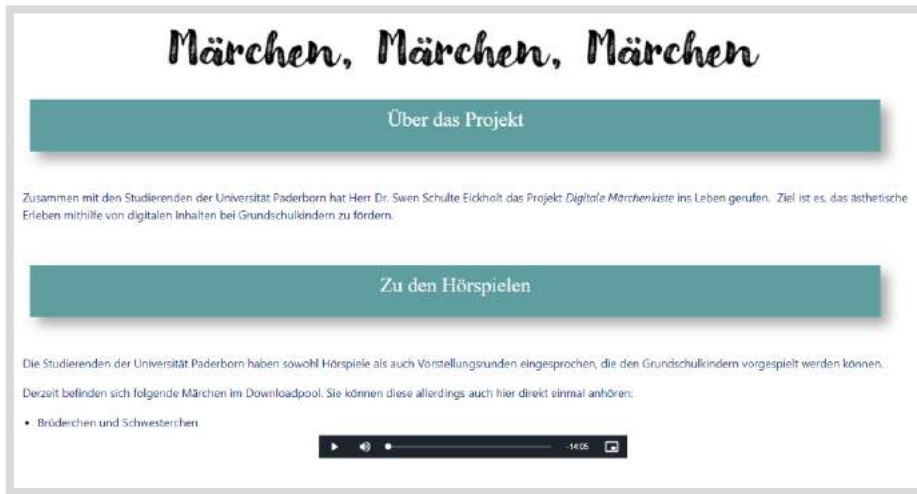 Märchen, Märchen, Märchen
Über das Projekt
Zusammen mit den Studierenden der Universität Paderborn hat Herr Dr. Swen Schulte Eickholt das Projekt Digitale Märchenkiste ins Leben gerufen. Ziel ist es, das ästhetische
Erleben mithilfe von digitalen Inhalten bei Grundschulkindern zu fördern.
Zu den Hörspielen
Die Studierenden der Universität Paderborn haben sowohl Hörspiele als auch Vorstellungsrunden eingesprochen, die den Grundschulkindern vorgespielt werden können.
Derzeit befinden sich folgende Märchen im Downloadpool. Sie können diese allerdings auch hier direkt einmal anhören:
• Brüderchen und Schwesterchen
-14:05